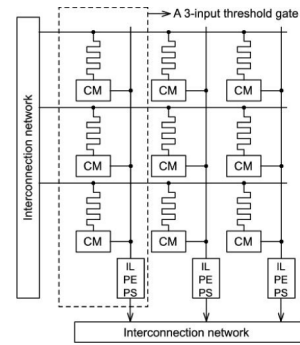 A 3-input threshold gate
Interconnection network
CM
CM
CM
CM
CM
CM
CM
CM
CM
IL
PE
PS
IL
PE
PS
IL
PE
PS
Interconnection network